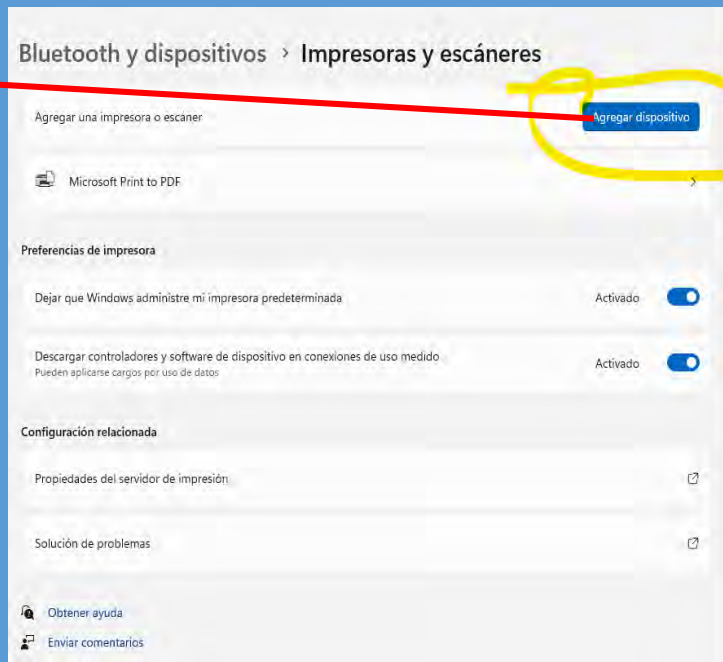 Bluetooth y dispositivos > Impresoras y escáneres
Agregar una impresora o escáner
Agregar dispositivo
Microsoft Print to PDF
Preferencias de impresora
Dejar que Windows administre mi impresora predeterminada
Activado
Descargar controladores y software de dispositivo en conexiones de uso medido
Pueden aplicarse cargos por uso de datos
Activado
Configuración relacionada
Propiedades del servidor de impresión
Solución de problemas
Obtener ayuda
Enviar comentarios